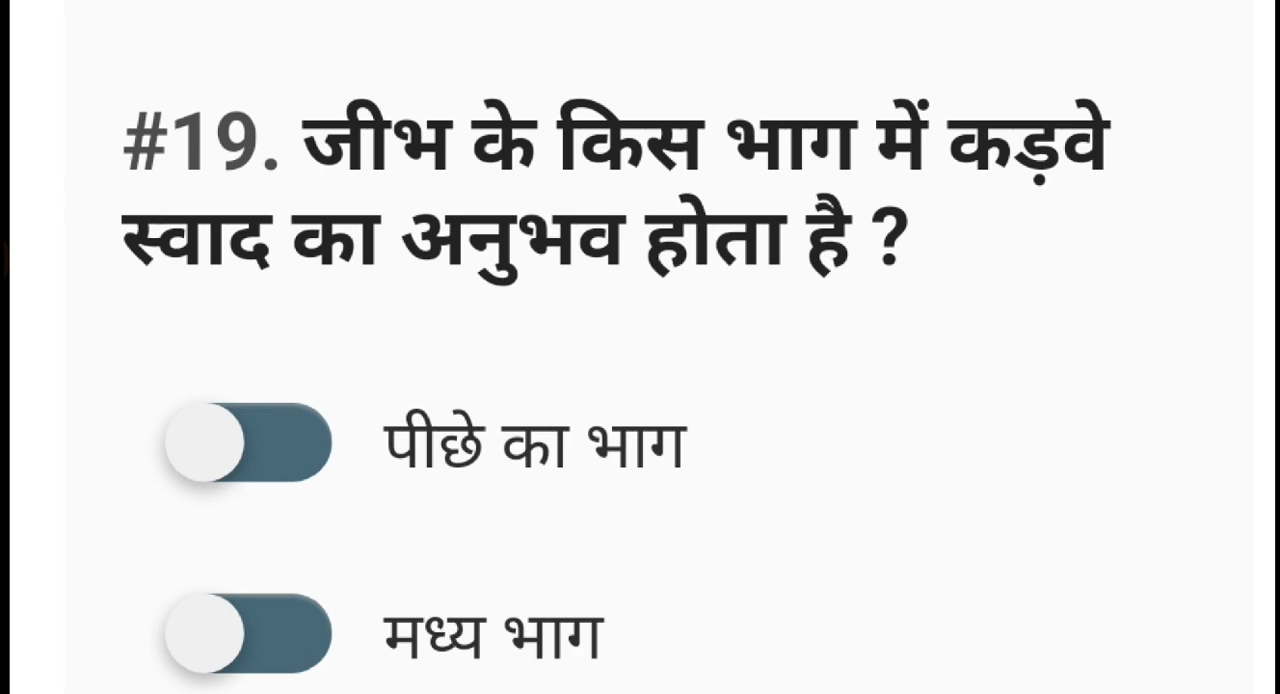 #19. जीभ के किस भाग में कड़वे
स्वाद का अनुभव होता है ?
पीछे का भाग
मध्य भाग